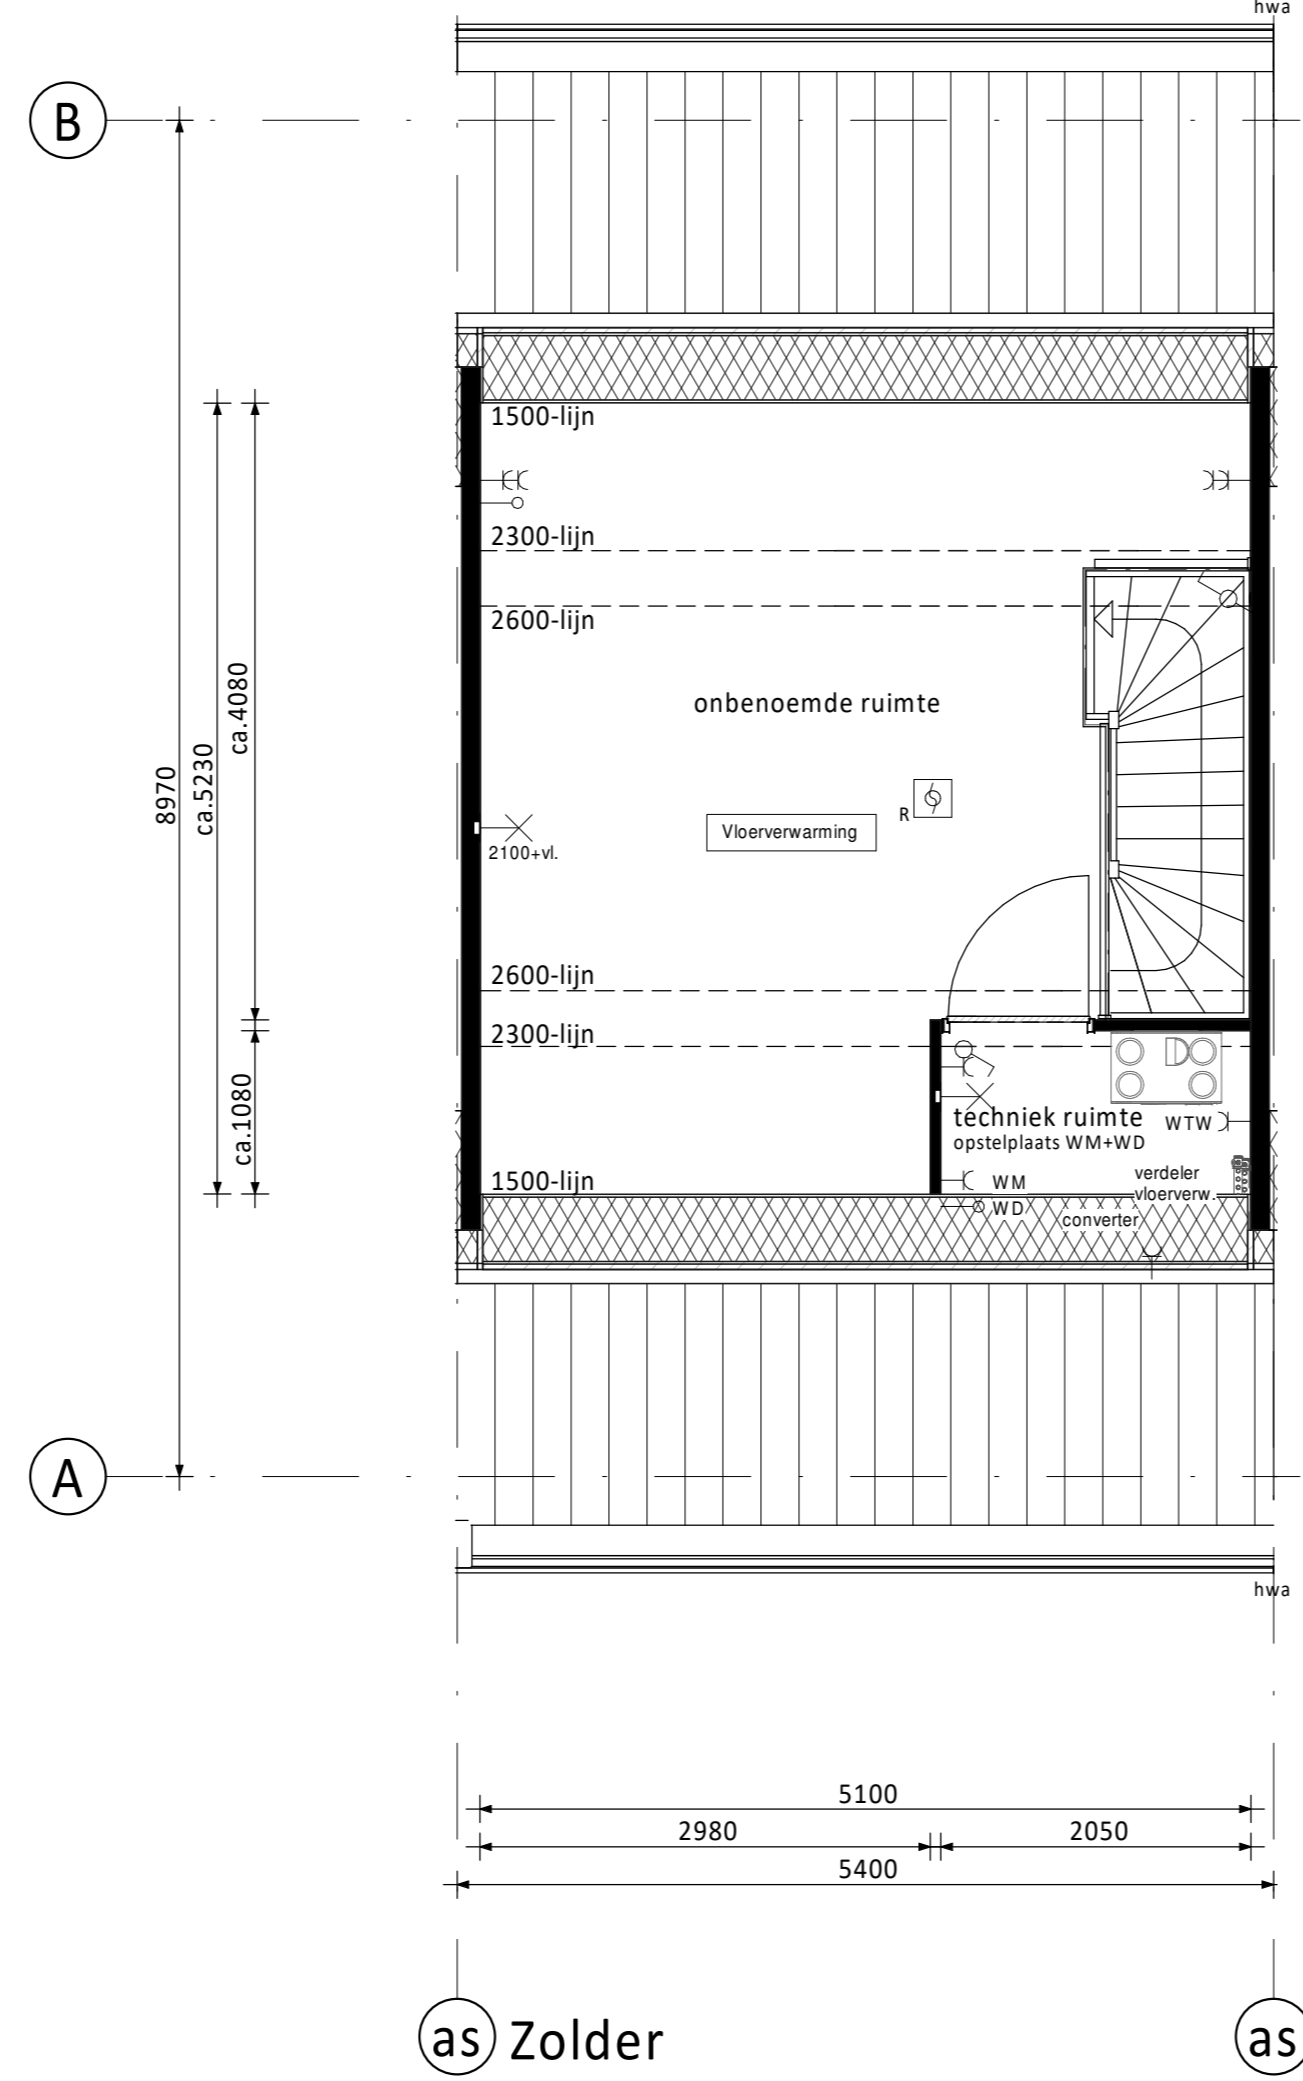 hwa
B
1500-lijn
2300-lijn
2600-lijn
ca.4080
ca.5230
8970
onbenoemde ruimte
R
Vloerverwarming
2100+vl.
2600-lijn
2300-lijn
ca.1080
techniek ruimte
opstelplaats WM+WD
WTW
1500-lijn
WM
WD
verdeler
vloerverw.
converter
A
hwa
5100
2980
2050
5400
as
Zolder
as